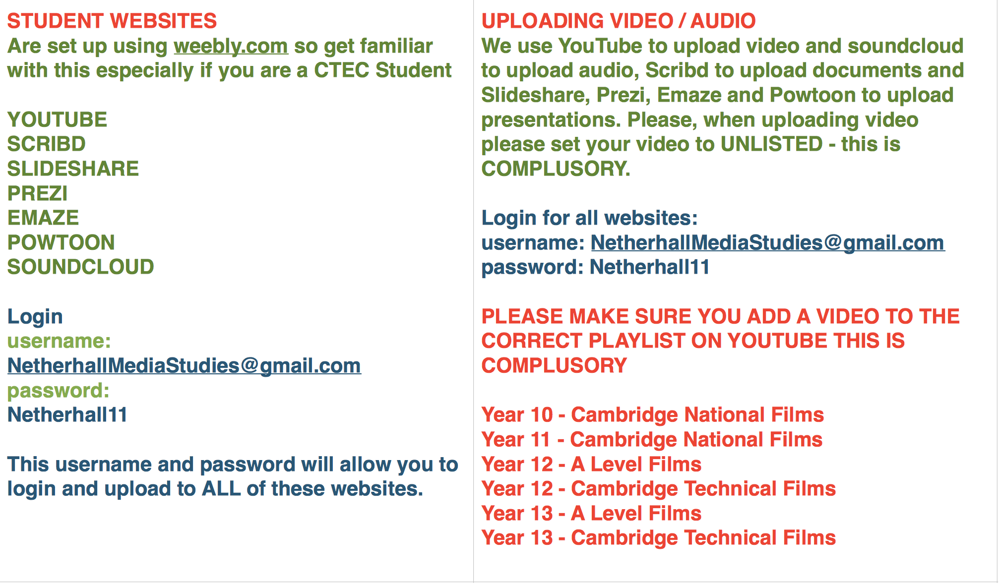 STUDENT WEBSITES
Are set up using weebly.com so get familiar
with this especially if you are a CTEC Student
YOUTUBE
SCRIBD
SLIDESHARE
PREZI
EMAZE
POWTOON
SOUNDCLOUD
Login
username:
NetherhallMediaStudies@gmail.com
password:
Netherhall11
This username and password will allow you to
login and upload to ALL of these websites.
UPLOADING VIDEO / AUDIO
We use YouTube to upload video and soundcloud
to upload audio, Scribd to upload documents and
Slideshare, Prezi, Emaze and Powtoon to upload
presentations. Please, when uploading video
please set your video to UNLISTED - this is
COMPLUSORY.
Login for all websites:
username: NetherhallMediaStudies@gmail.com
password: Netherhall11
PLEASE MAKE SURE YOU ADD A VIDEO TO THE
CORRECT PLAYLIST ON YOUTUBE THIS IS
COMPLUSORY
Year 10 - Cambridge National Films
Year 11 - Cambridge National Films
Year 12 - A Level Films
Year 12 - Cambridge Technical Films
Year 13 - A Level Films
Year 13 - Cambridge Technical Films